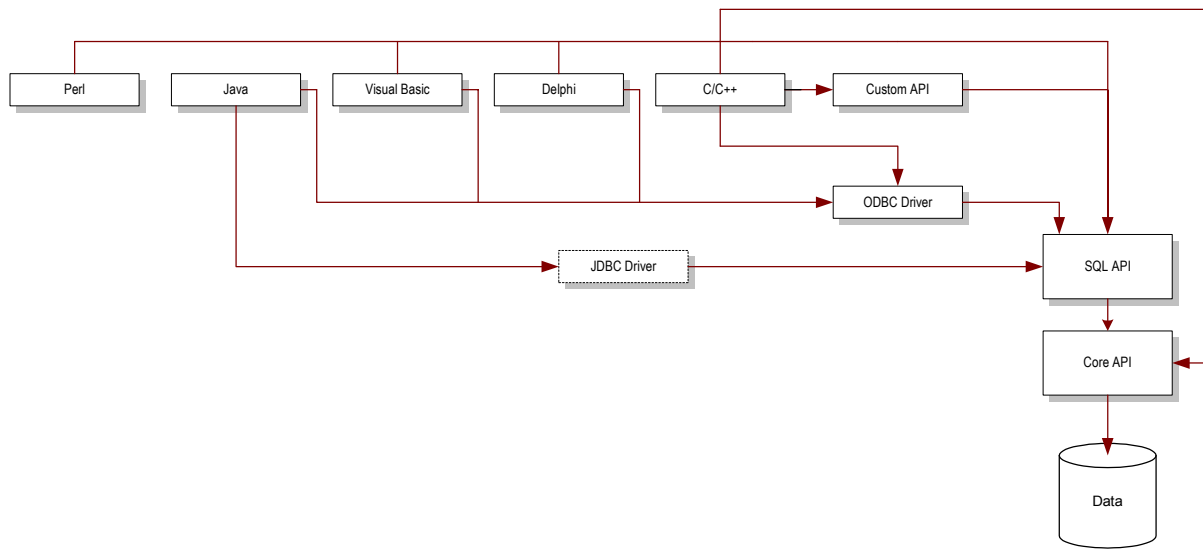 Perl
Java
Visual Basic
Delphi
C/C++
Custom API
ODBC Driver
JDBC Driver
SQL API
Core API
Data